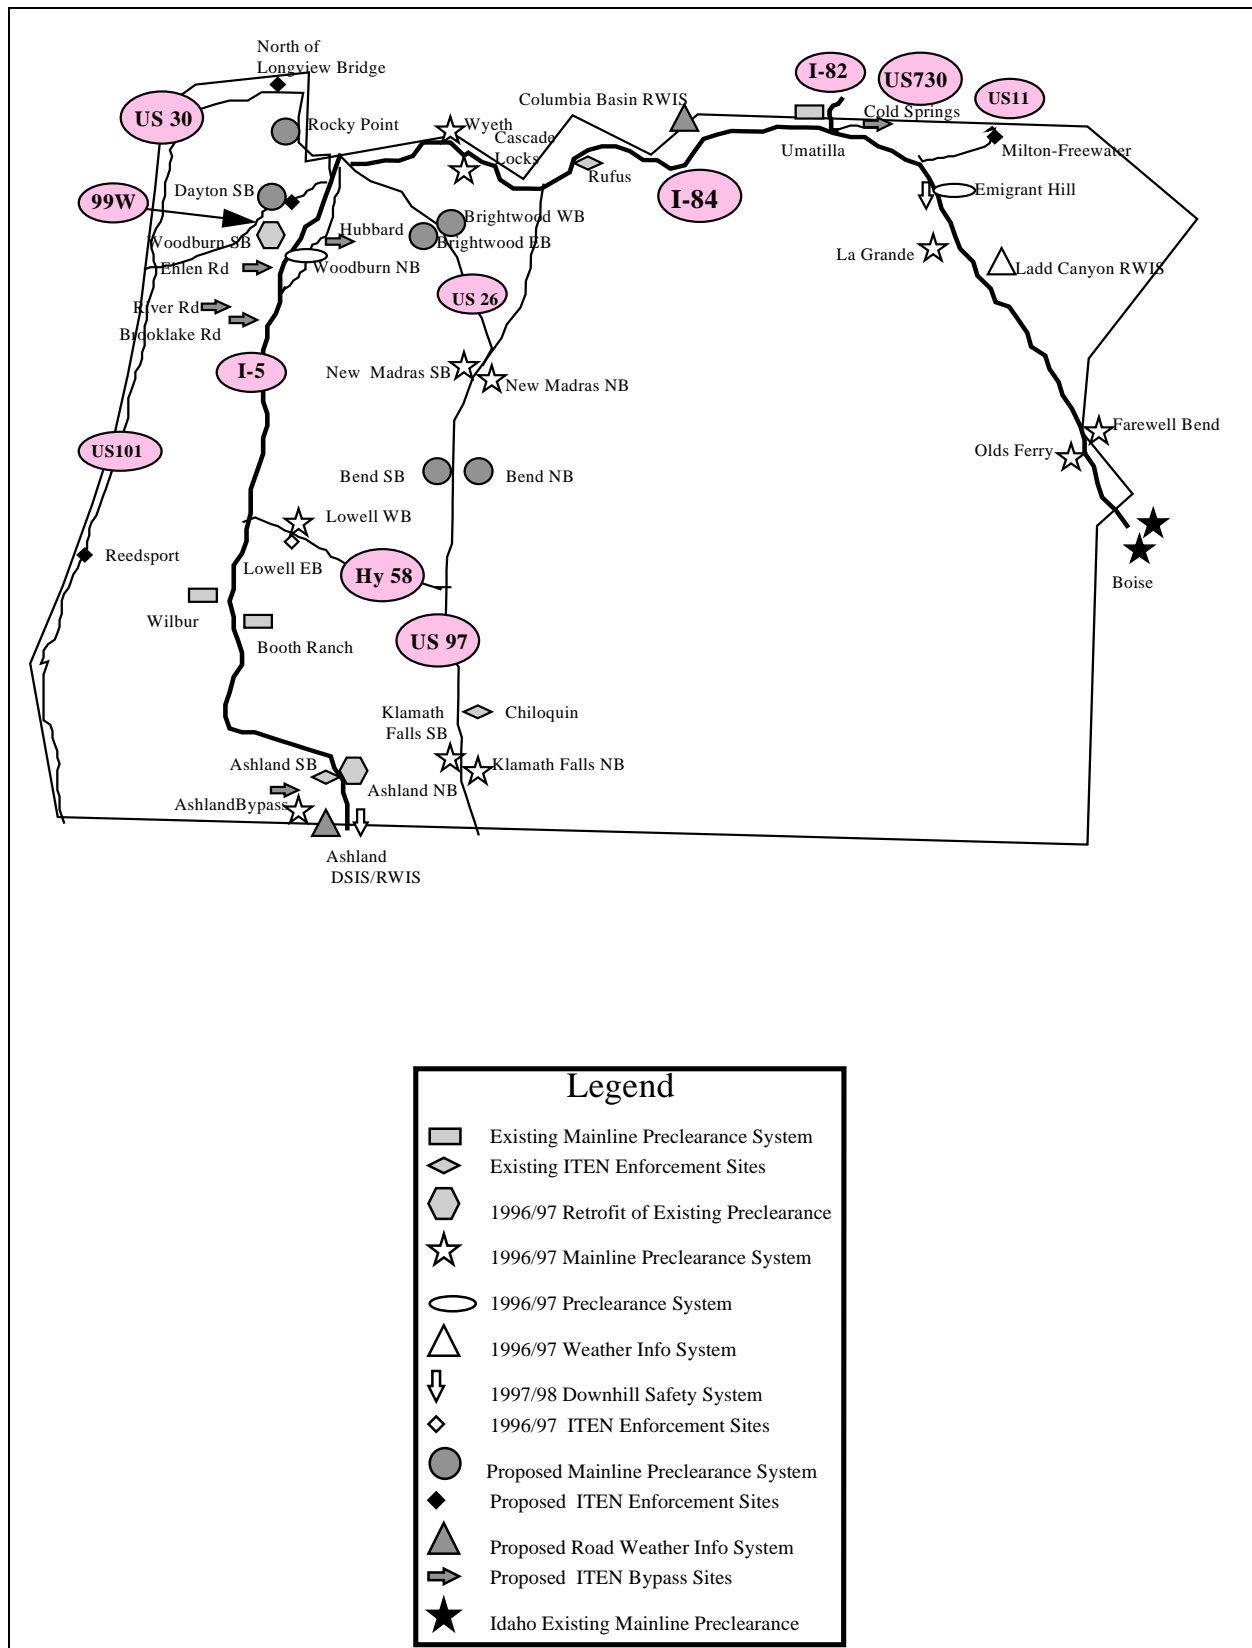 North of
Longview Bridge
I-82
US730
US11
US 30
Columbia Basin RWIS
Cold Springs
Rocky Point
Wyeth
Cascade
Locks
Umatilla
Milton-Freewater
Rufus
I-84
Emigrant Hill
99W
Dayton SB
Hubbard
Brightwood WB
Brightwood EB
Woodburn SB
Woodburn NB
Ehlen Rd
La Grande
Ladd Canyon RWIS
US 26
River Rd
Brooklake Rd
I-5
New Madras SB
New Madras NB
US101
Farewell Bend
Olds Ferry
Bend SB
Bend NB
Lowell WB
Reedsport
Lowell EB
Hy 58
Boise
Wilbur
Booth Ranch
US 97
Klamath
Falls SB
Chiloquin
Ashland SB
Klamath Falls NB
Ashland NB
AshlandBypass
Ashland
DSIS/RWIS
Legend
Existing Mainline Preclearance System
Existing ITEN Enforcement Sites
1996/97 Retrofit of Existing Preclearance
1996/97 Mainline Preclearance System
1996/97 Preclearance System
1996/97 Weather Info System
1997/98 Downhill Safety System
1996/97 ITEN Enforcement Sites
Proposed Mainline Preclearance System
Proposed ITEN Enforcement Sites
Proposed Road Weather Info System
Proposed ITEN Bypass Sites
Idaho Existing Mainline Preclearance